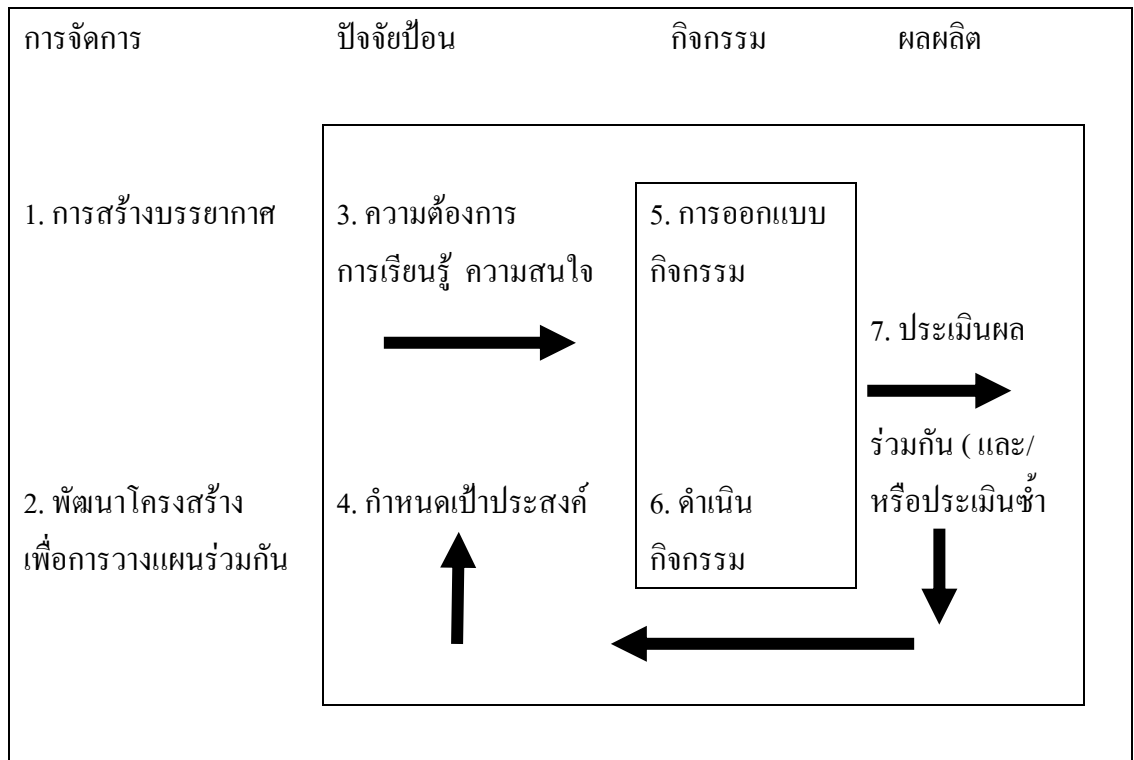 การจัดการ ปัจจัยป้อน กิจกรรม ผลผลิต
1. การสร้างบรรยากาศ
3. ความต้องการ
การเรียนรู้ ความสนใจ
5. การออกแบบ
กิจกรรม
7. ประเมินผล
ร่วมกัน ( และ/
หรือประเมินซ้ำ
2. พัฒนาโครงสร้าง
เพื่อการวางแผนร่วมกัน
4. กำหนดเป้าประสงค์
6. ดำเนิน
กิจกรรม